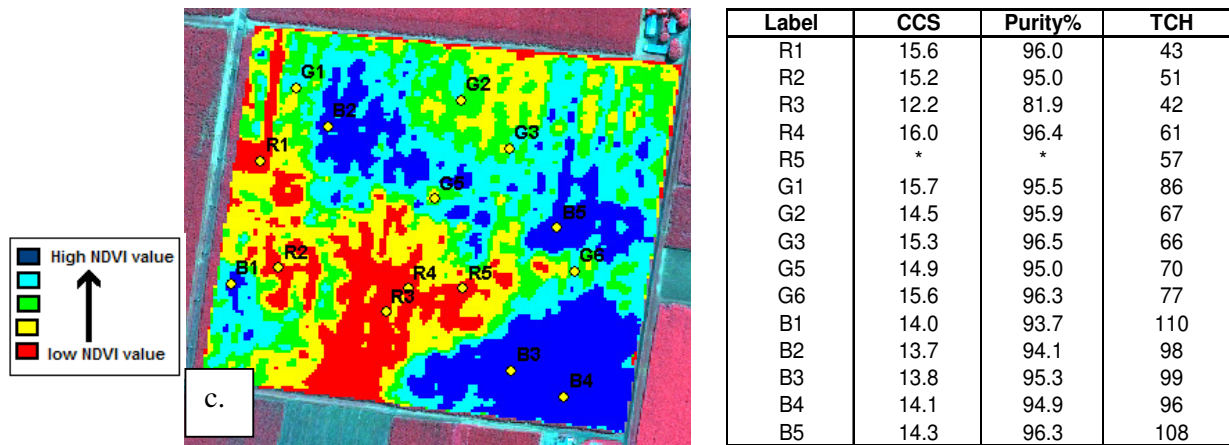 High NDVI value
low NDVI value
G1
G2
B2
G3
R1
G5
B5
R2
G6
B1
R4
R5
R3
B3
B4
c.
Label CCS Purity% TCH
R1 15.6 96.0 43
R2 15.2 95.0 51
R3 12.2 81.9 42
R4 16.0 96.4 61
R5 * * 57
G1 15.7 95.5 86
G2 14.5 95.9 67
G3 15.3 96.5 66
G5 14.9 95.0 70
G6 15.6 96.3 77
B1 14.0 93.7 110
B2 13.7 94.1 98
B3 13.8 95.3 99
B4 14.1 94.9 96
B5 14.3 96.3 108